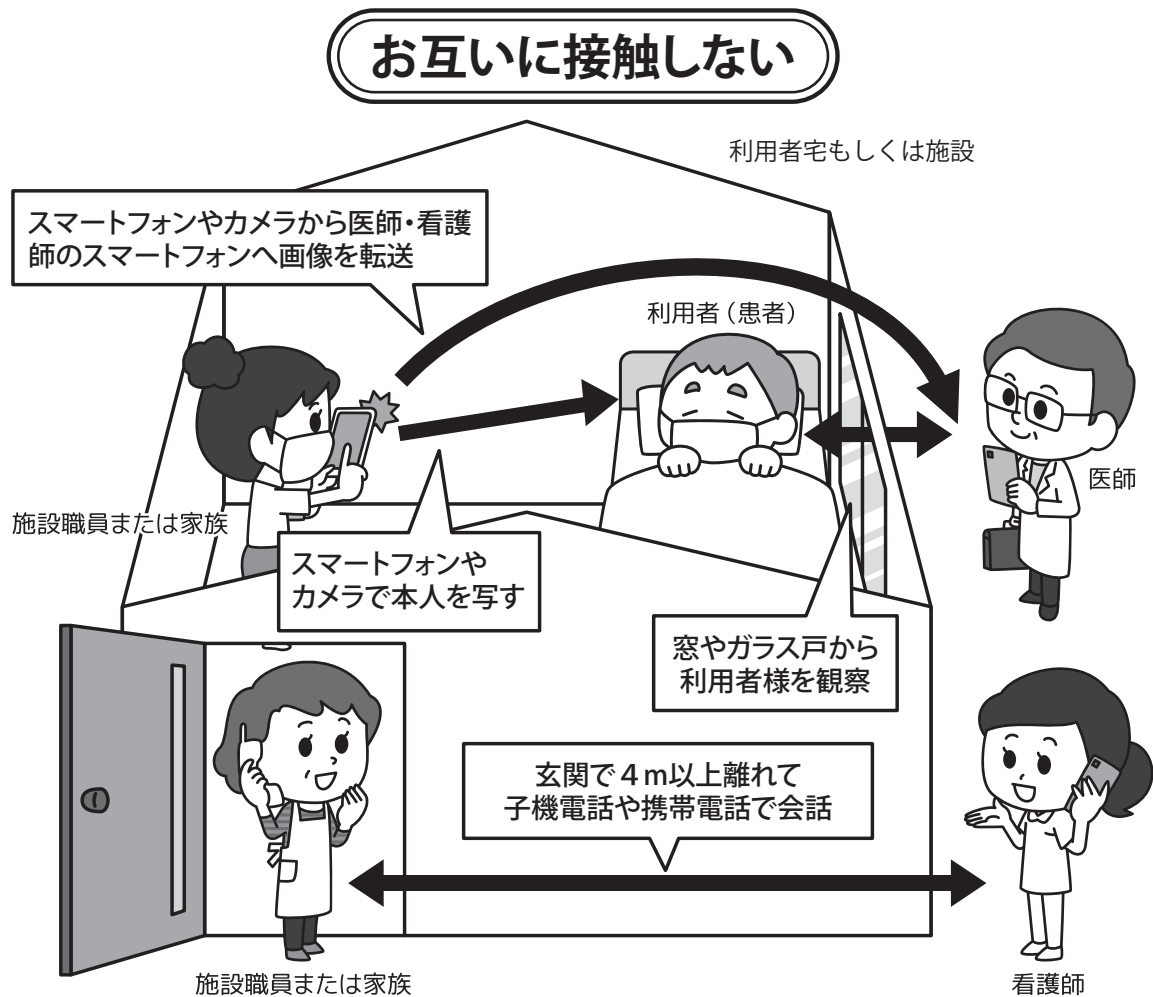 お互いに接触しない
利用者宅もしくは施設
スマートフォンやカメラから医師・看護
師のスマートフォンへ画像を転送
利用者（患者）
医師
施設職員または家族
スマートフォンや
カメラで本人を写す
窓やガラス戸から
利用者様を観察
玄関で４ｍ以上離れて
子機電話や携帯電話で会話
施設職員または家族
看護師